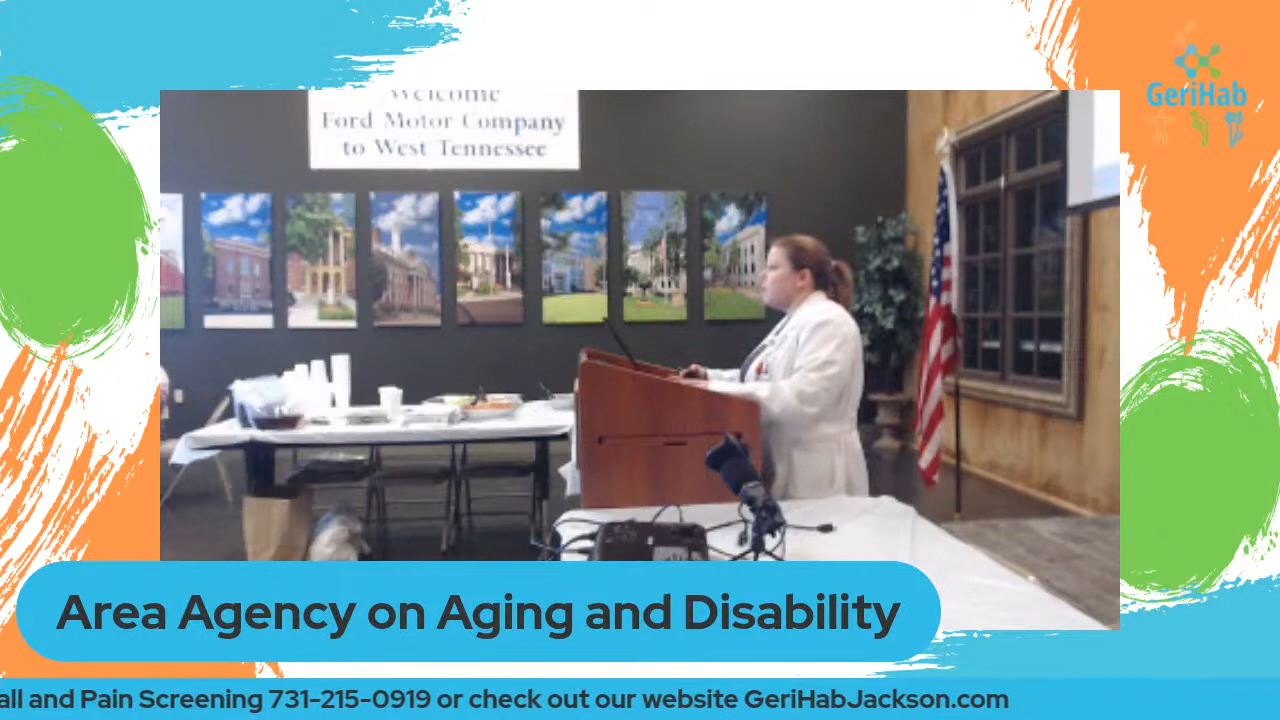 Welcome
Ford Motor Company
to West Tennessee
GeriHab
Area Agency on Aging and Disability
all and Pain Screening 731-215-0919 or check out our website GeriHabJackson.com